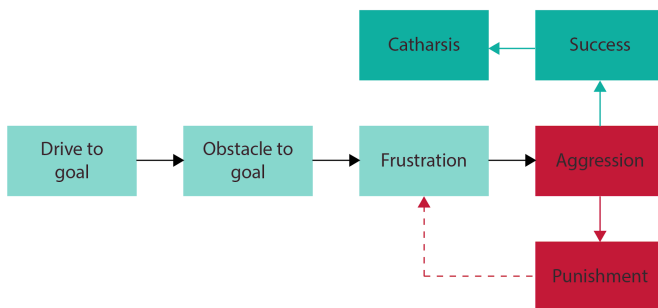 Catharsis
Success
Drive to
goal
Obstacle to
goal
Frustration
Aggression
Punishment